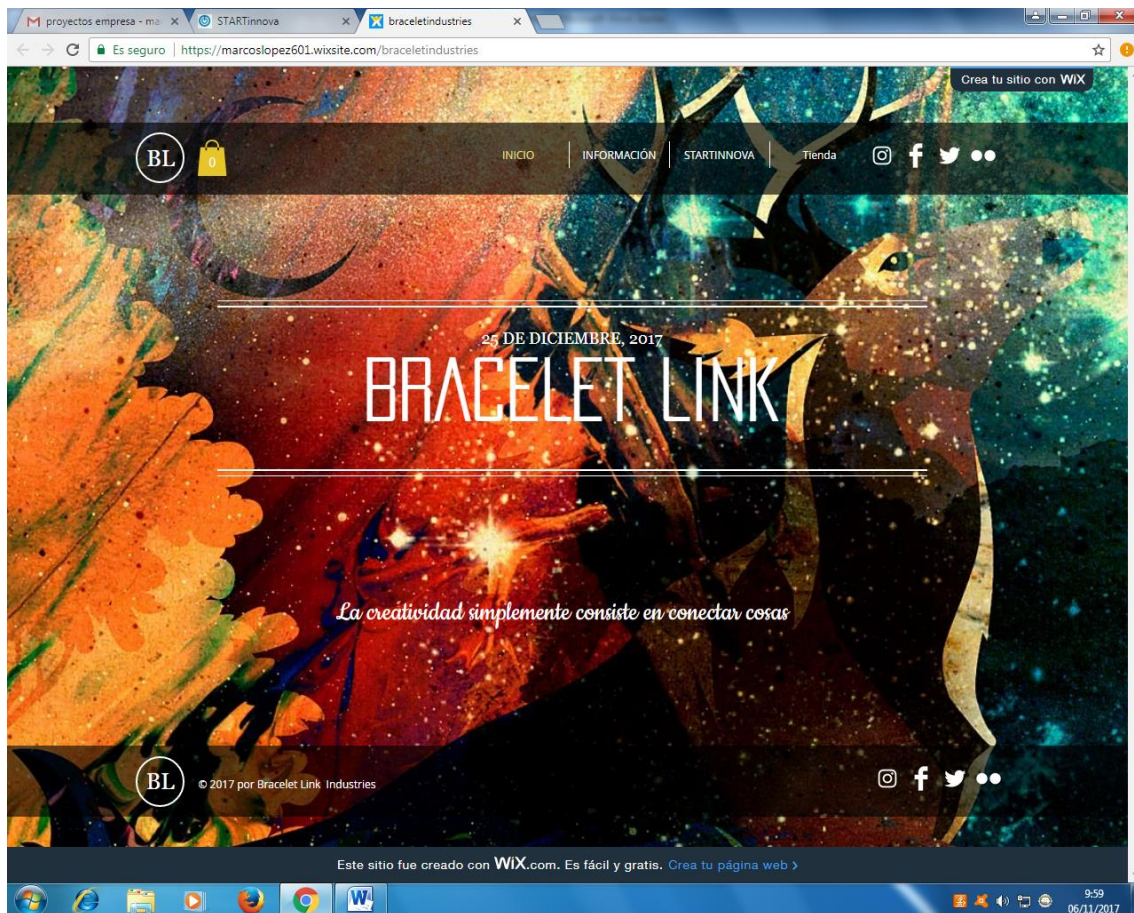 proyectos empresa - ma
STARTinnova
braceletindustries
Es seguro
https://marcoslopez601.wixsite.com/braceletindustries
Crea tu sitio con WiX
BL
0
INICIO
INFORMACIÓN
STARTINNOVA
Tienda
25 DE DICIEMBRE, 2017
BRACELET LINK
La creatividad simplemente consiste en conectar cosas
BL
© 2017 por Bracelet Link Industries
Este sitio fue creado con WiX.com. Es fácil y gratis. Crea tu página web >
9:59
06/11/2017